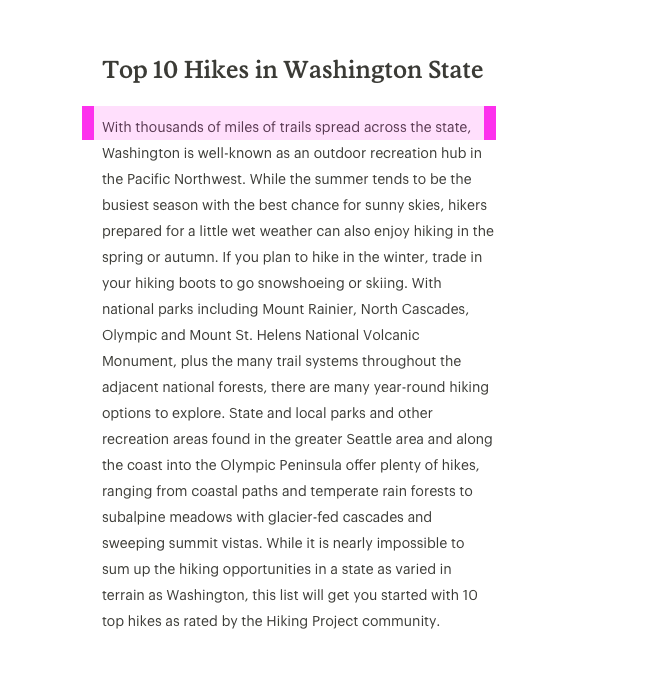 Top 10 Hikes in Washington State
With thousands of miles of trails spread across the state,
Washington is well-known as an outdoor recreation hub in
the Pacific Northwest. While the summer tends to be the
busiest season with the best chance for sunny skies, hikers
prepared for a little wet weather can also enjoy hiking in the
spring or autumn. If you plan to hike in the winter, trade in
your hiking boots to go snowshoeing or skiing. With
national parks including Mount Rainier, North Cascades,
Olympic and Mount St. Helens National Volcanic
Monument, plus the many trail systems throughout the
adjacent national forests, there are many year-round hiking
options to explore. State and local parks and other
recreation areas found in the greater Seattle area and along
the coast into the Olympic Peninsula offer plenty of hikes,
ranging from coastal paths and temperate rain forests to
subalpine meadows with glacier-fed cascades and
sweeping summit vistas. While it is nearly impossible to
sum up the hiking opportunities in a state as varied in
terrain as Washington, this list will get you started with 10
top hikes as rated by the Hiking Project community.